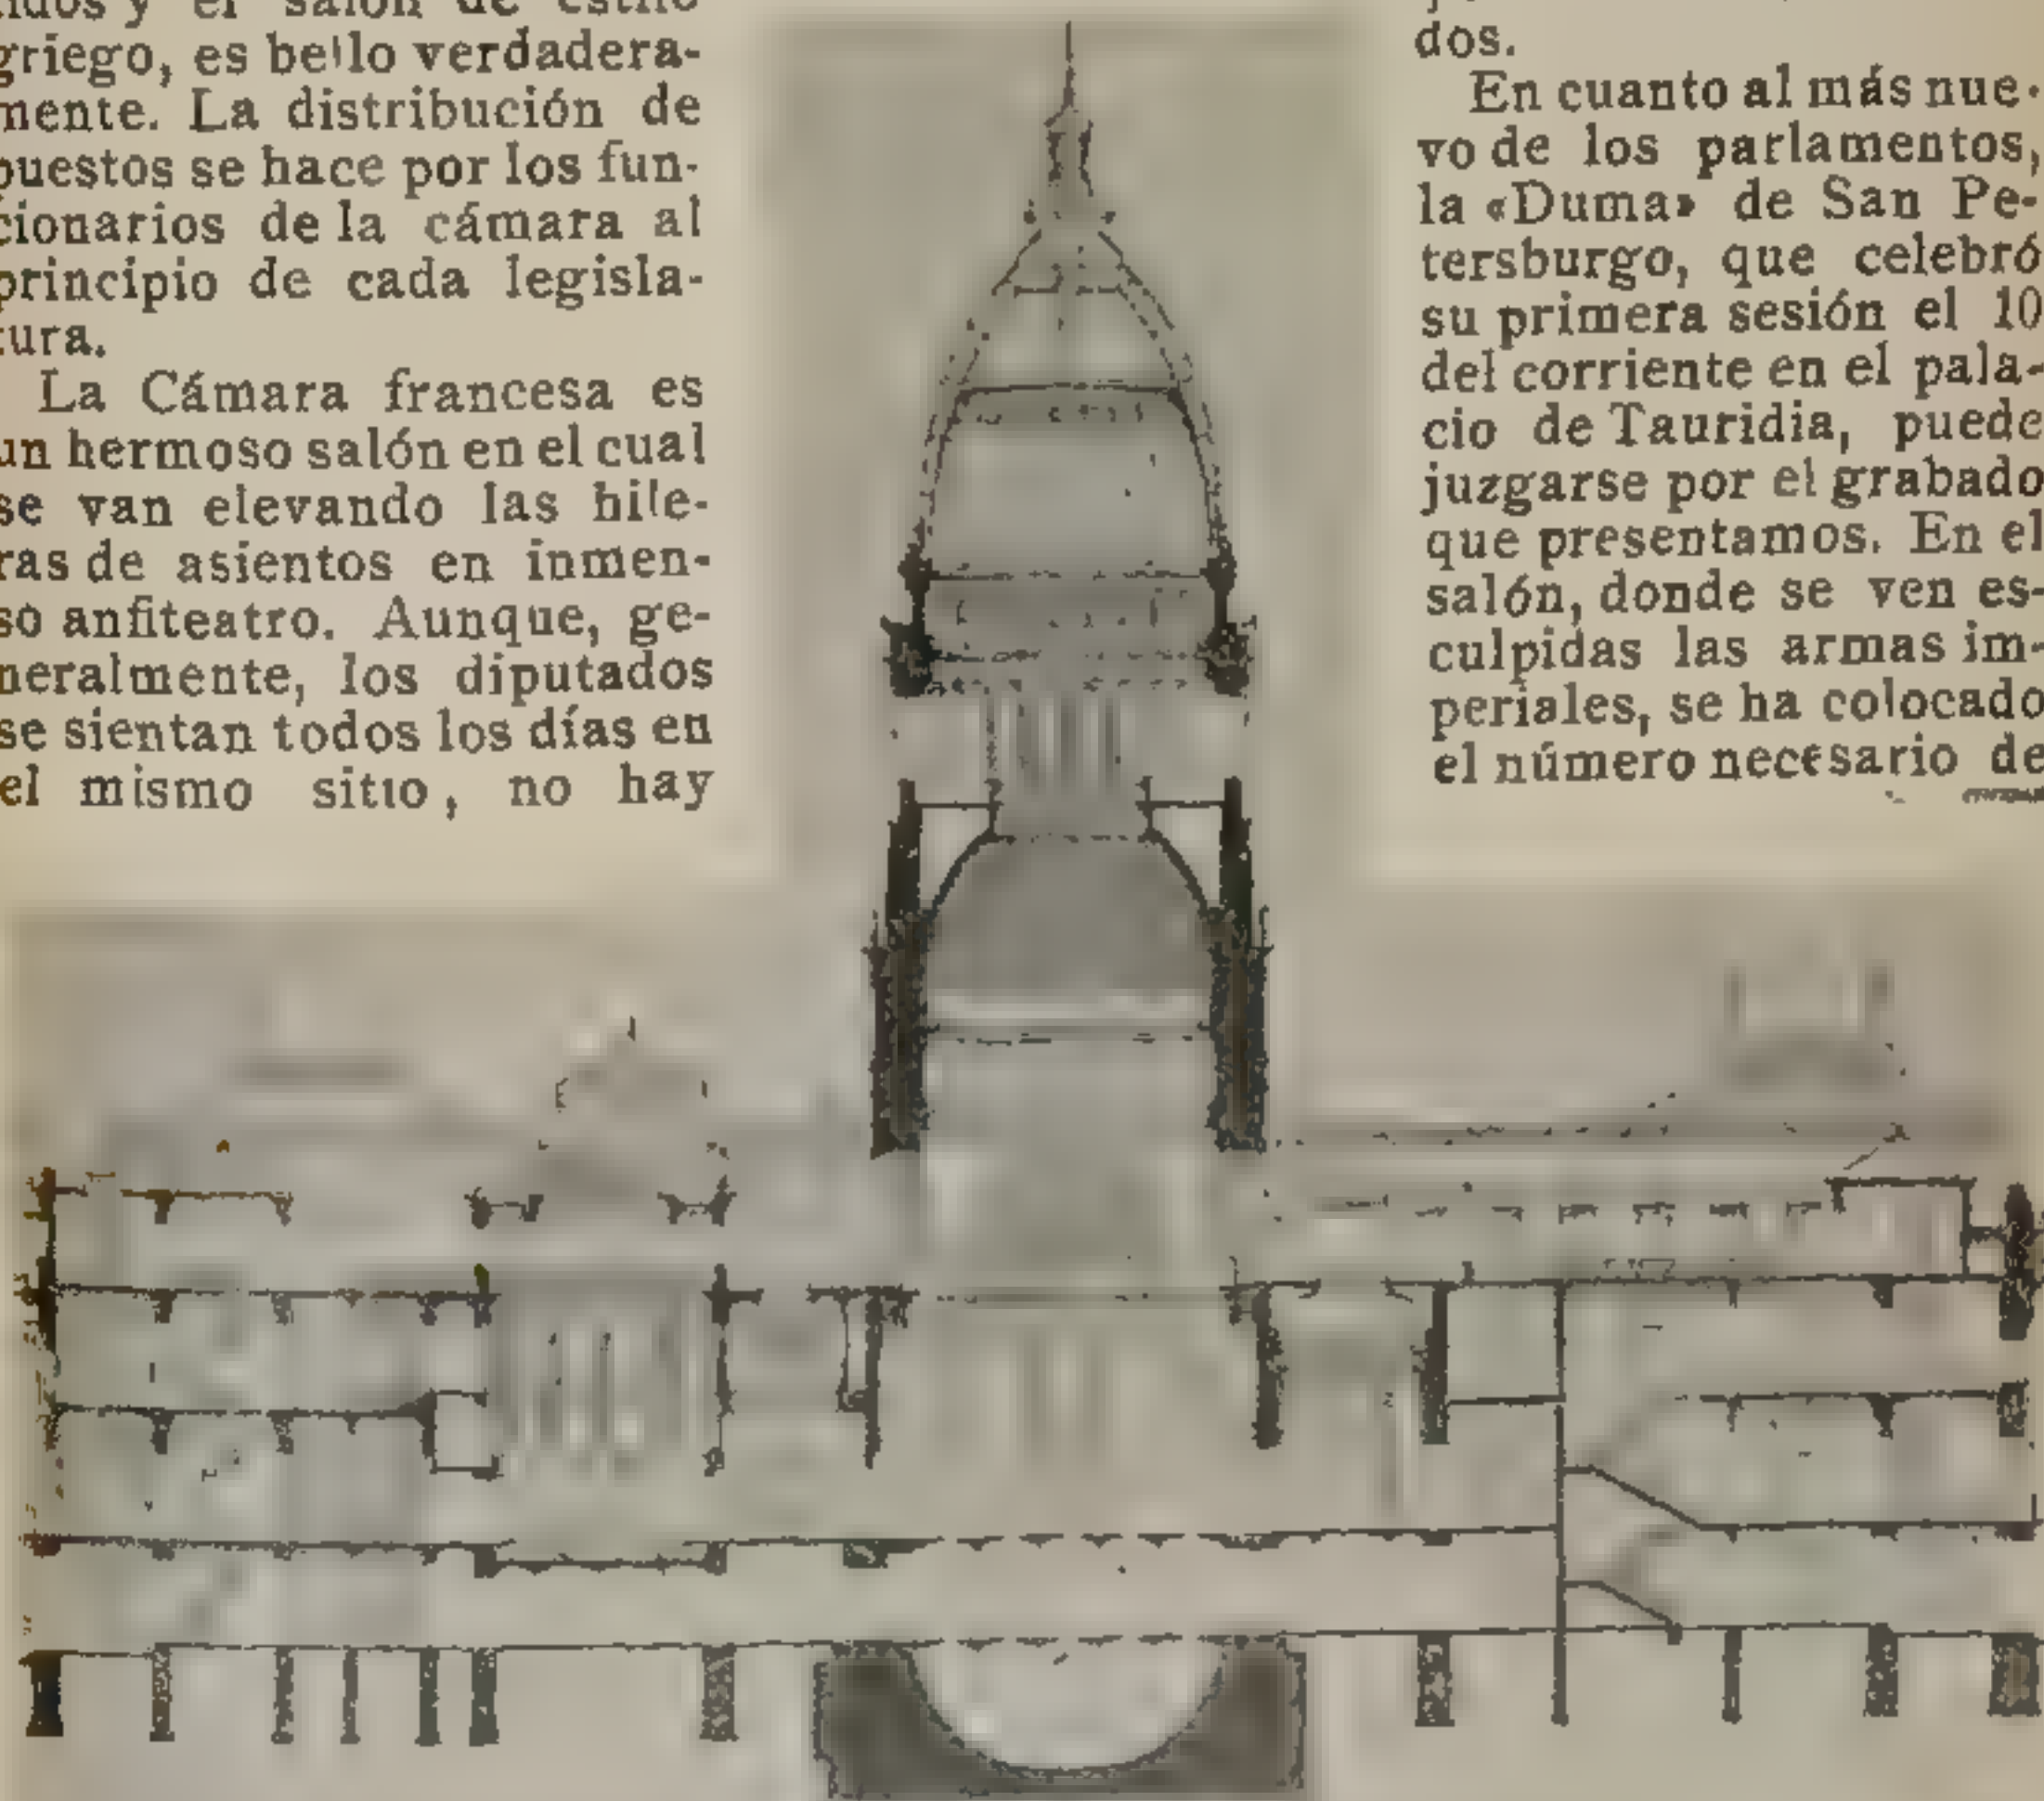 y el salón de estilo
griego, es bello verdadera-
mente. La distribución de
puestos se hace por los fun-
cionarios de la cámara al
principio de cada legisla-
tura.
La Cámara francesa es
un hermoso salón en el cual
se van elevando las hile-
ras de asientos en inmen-
so anfiteatro. Aunque, ge-
neralmente, los diputados
se sientan todos los días en
el mismo sitio, no hay
dos.
En cuanto al más nue-
vo de los parlamentos,
la «Duma» de San Pe-
tersburgo, que celebró
su primera sesión el 10
del corriente en el pala-
cio de Tauridia, puede
juzgarse por el grabado
que presentamos. En el
salón, donde se ven es-
culpidas las armas im-
periales, se ha colocado
el número necesario de